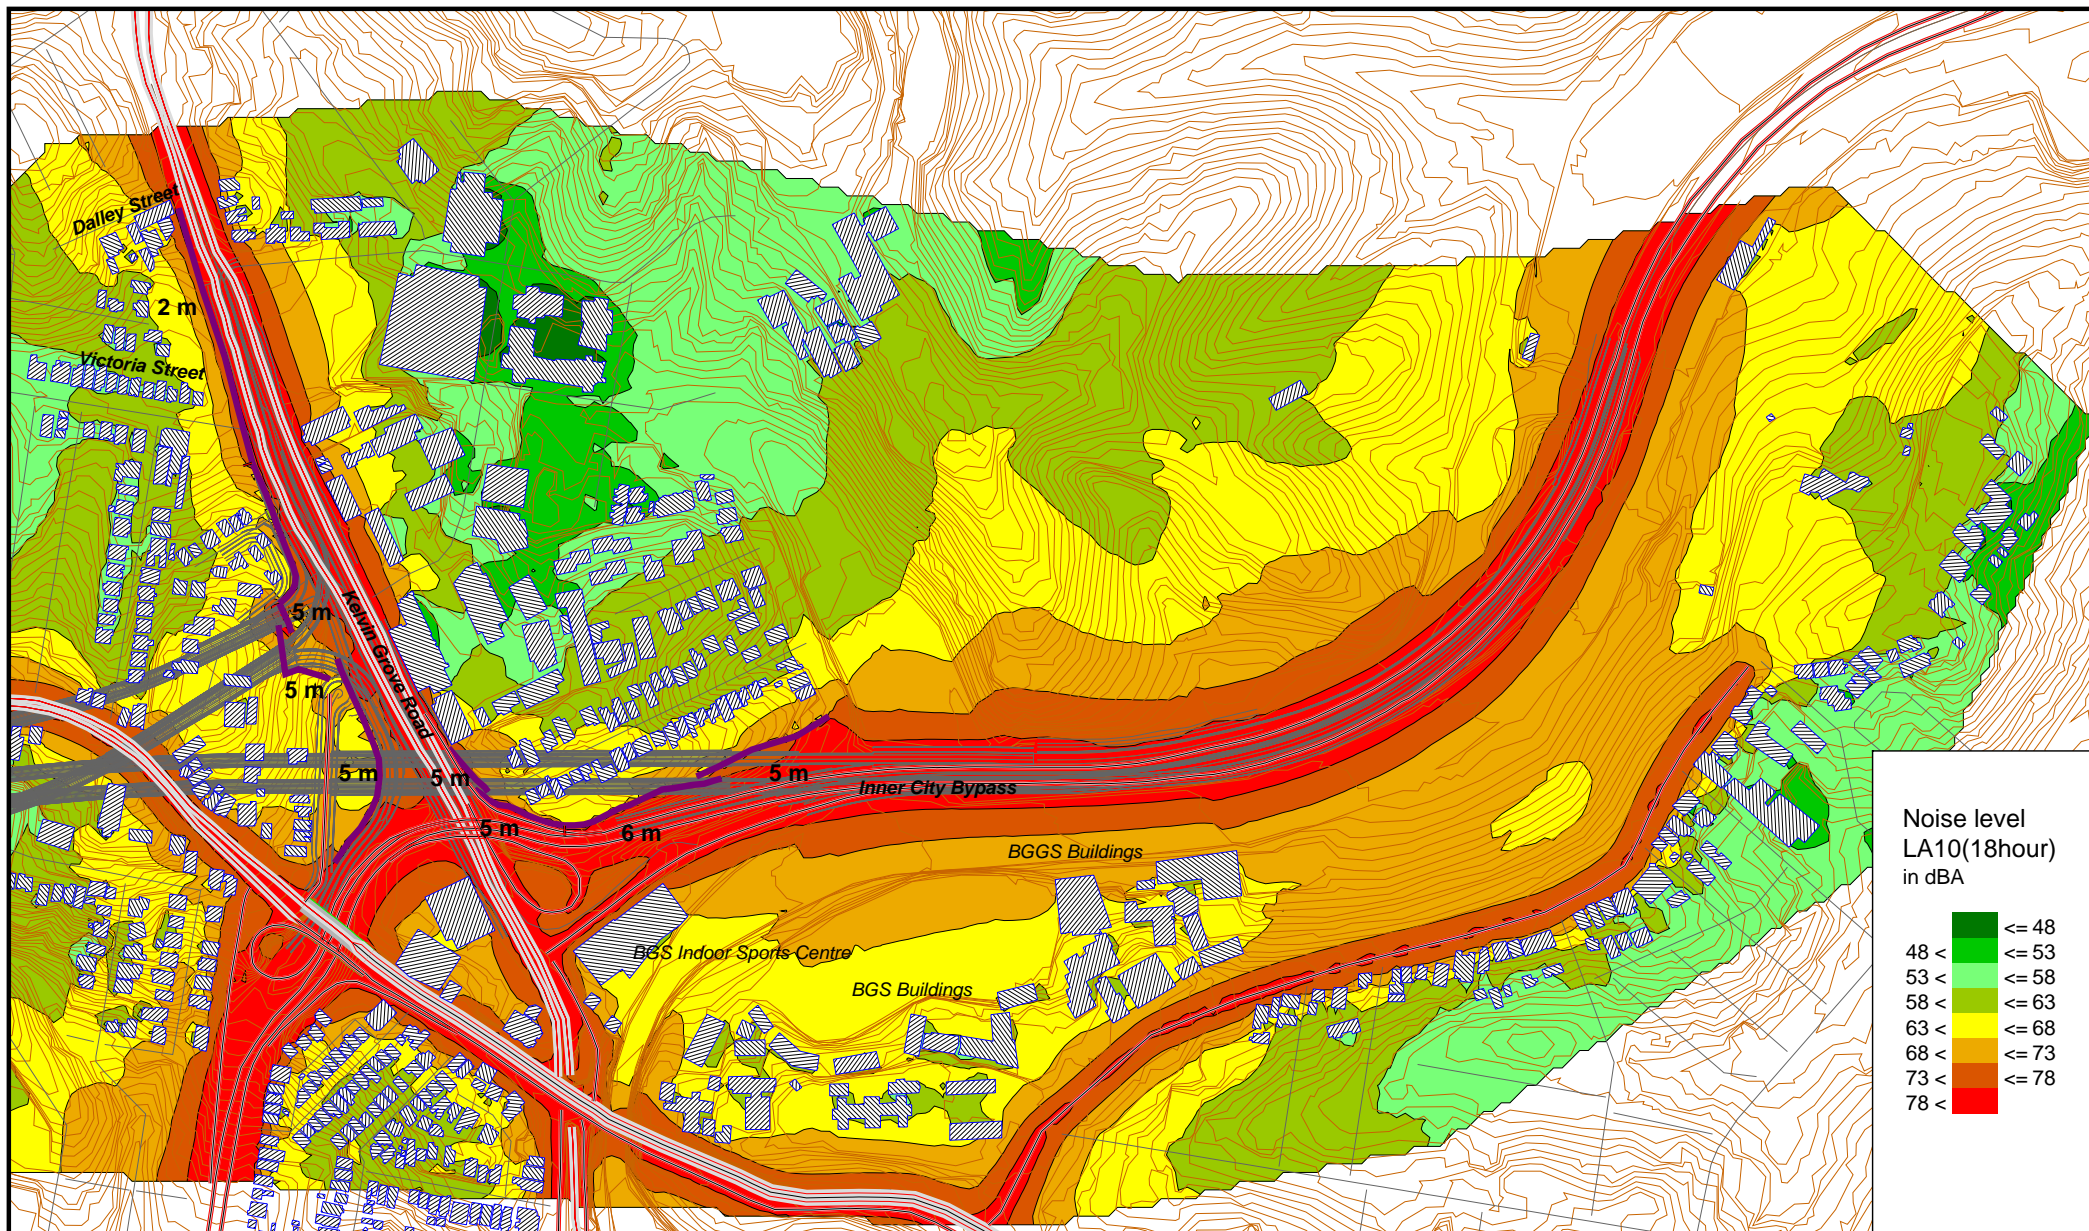 Dalley Street
2 m
Victoria Street
5 m
Kelvin Grove Road
5 m
5 m
5 m
5 m
Inner City Bypass
5 m
6 m
BGGS Buildings
BGS Indoor Sports Centre
BGS Buildings
Noise level
LA10(18hour)
in dBA
<= 48
48 < <= 53
53 < <= 58
58 < <= 63
63 < <= 68
68 < <= 73
73 < <= 78
78 <